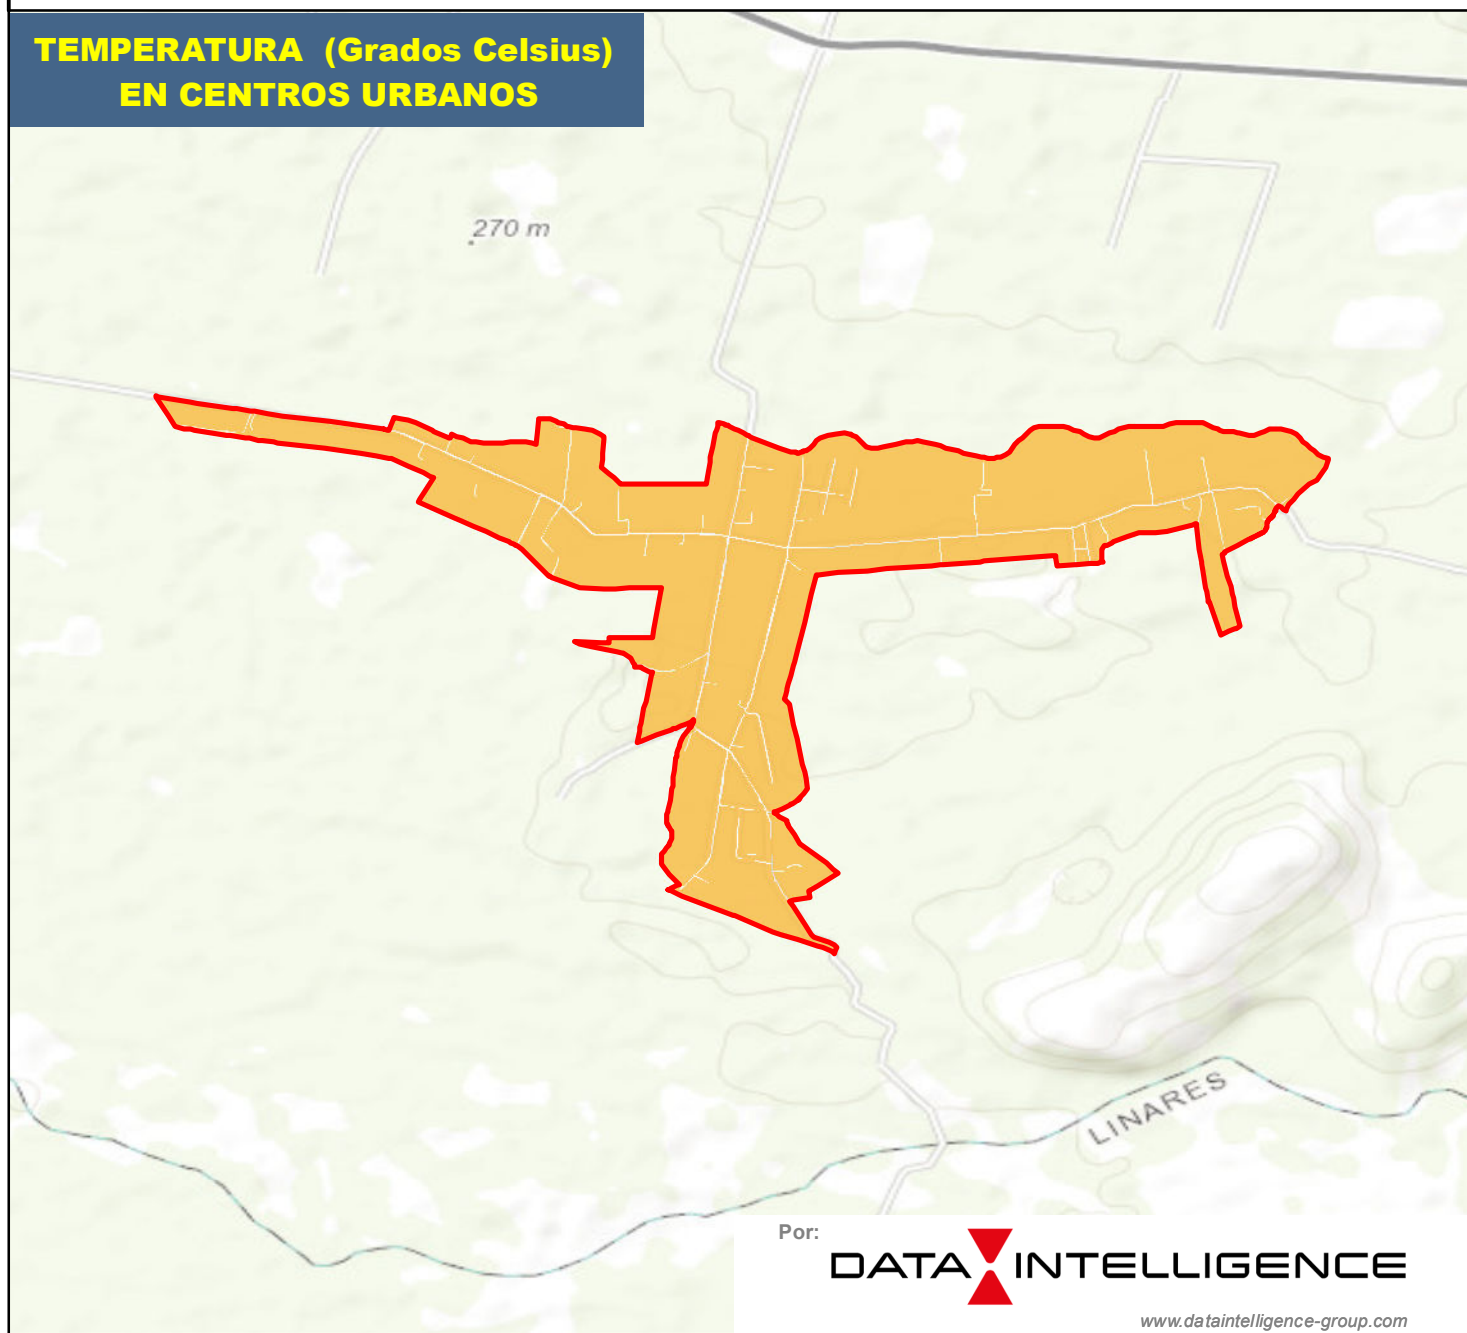 TEMPERATURA (Grados Celsius)
EN CENTROS URBANOS
270 m
LINARES
Por:
DATA INTELLIGENCE
www.dataintelligence-group.com